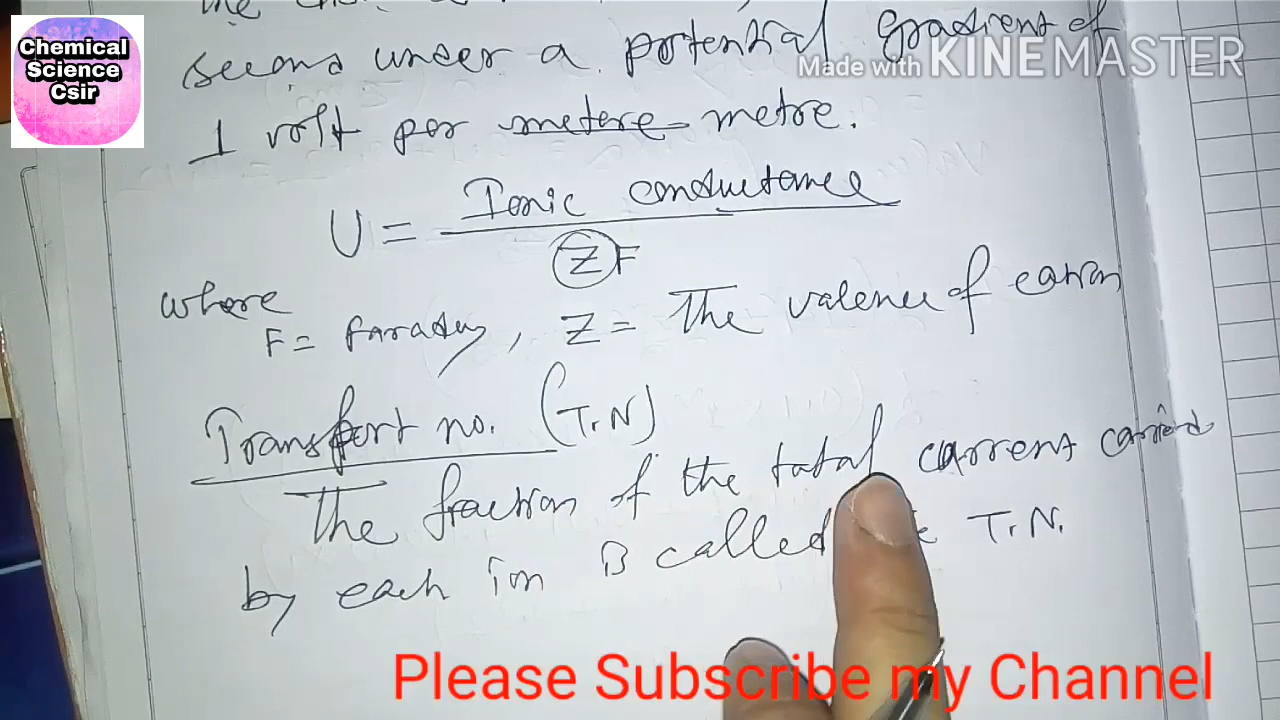 the
Chemical
Science
Csir
second under a potential gradient of
Made with KINEMASTER
1 volt per metere metre.
U = Ionic conductance
ZF
where
F = faraday, Z = The valence of cation
Transport no. (T.N)
The fraction of the total current carried
by each ion is called T.N.
Please Subscribe my Channel